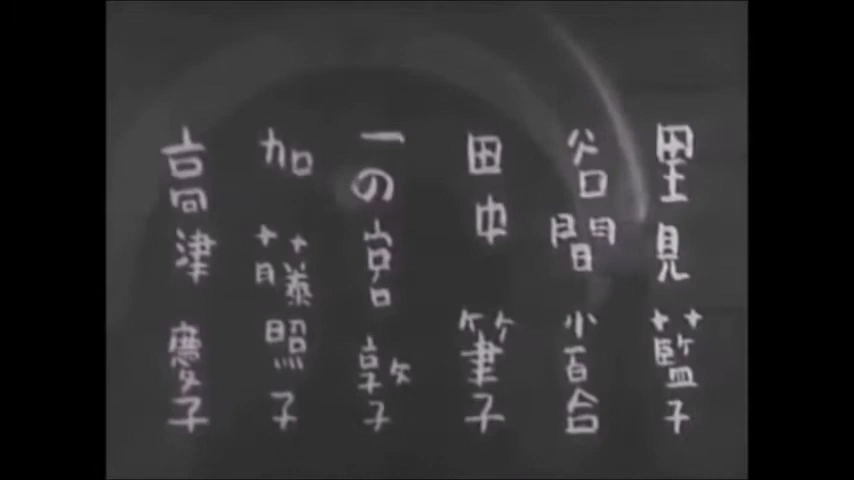 里見藍子
谷間小百合
田中筆子
一の宮敦子
加藤照子
高津慶子